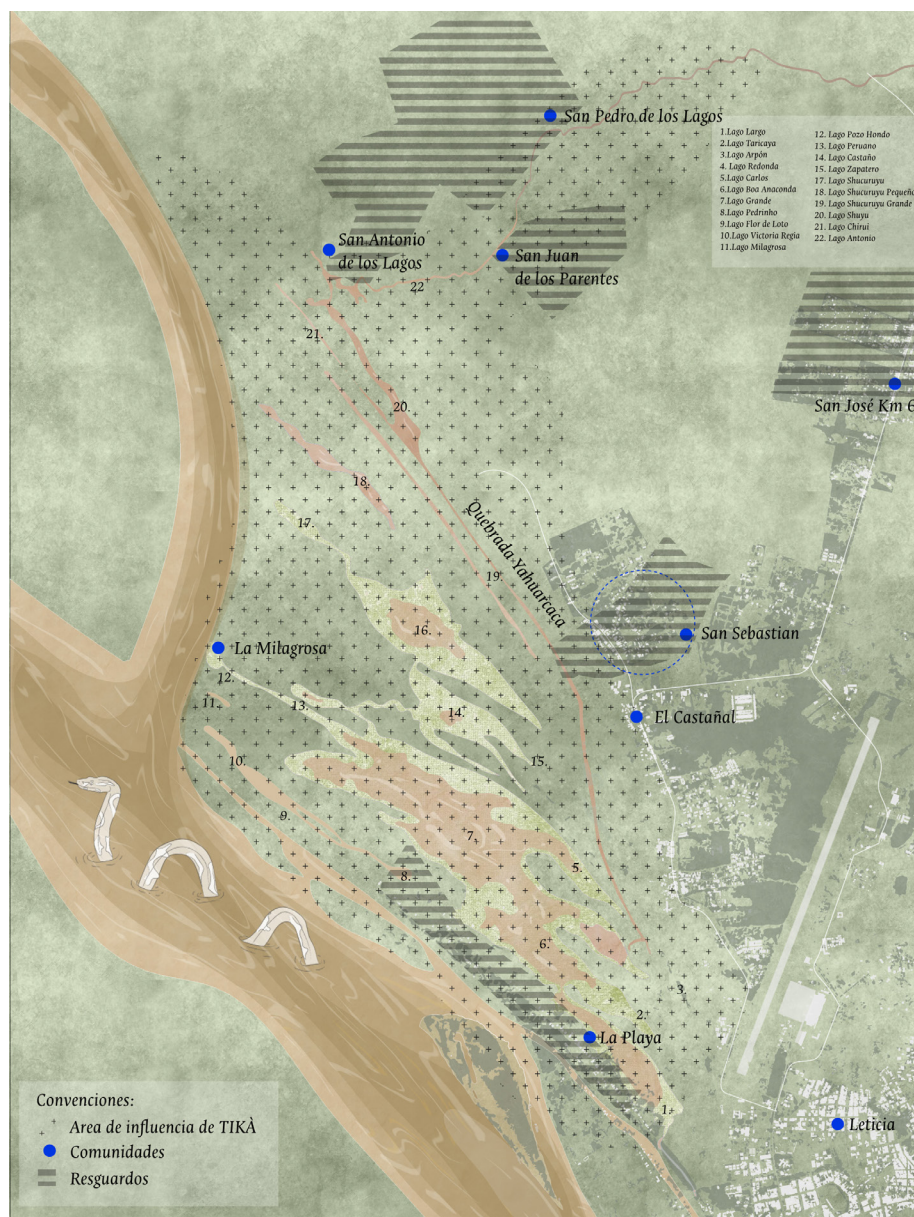 San Pedro de los Lagos
1.Lago Largo
2.Lago Taricaya
3.Lago Arpón
4. Lago Redonda
5.Lago Carlos
6.Lago Boa Anaconda
7.Lago Grande
8.Lago Pedrinho
9.Lago Flor de Loto
10.Lago Victoria Regia
11.Lago Milagrosa
12. Lago Pozo Hondo
13. Lago Peruano
14. Lago Castaño
15. Lago Zapatero
17. Lago Shucuruyu
18. Lago Shucuruyu Pequeño
19. Lago Shucuruyu Grande
20. Lago Shuyu
21. Lago Chirui
22. Lago Antonio
San Antonio
de los Lagos
San Juan
de los Parentes
22
21.
20.
San José Km 6
18.
17.
Quebrada Yahuarcaca
19.
16.
San Sebastian
La Milagrosa
12.
11.
13.
14.
El Castañal
15.
10.
9.
7.
5.
8.
6.
3.
2.
La Playa
1.
Leticia
Convenciones:
Area de influencia de TIKÀ
Comunidades
Resguardos